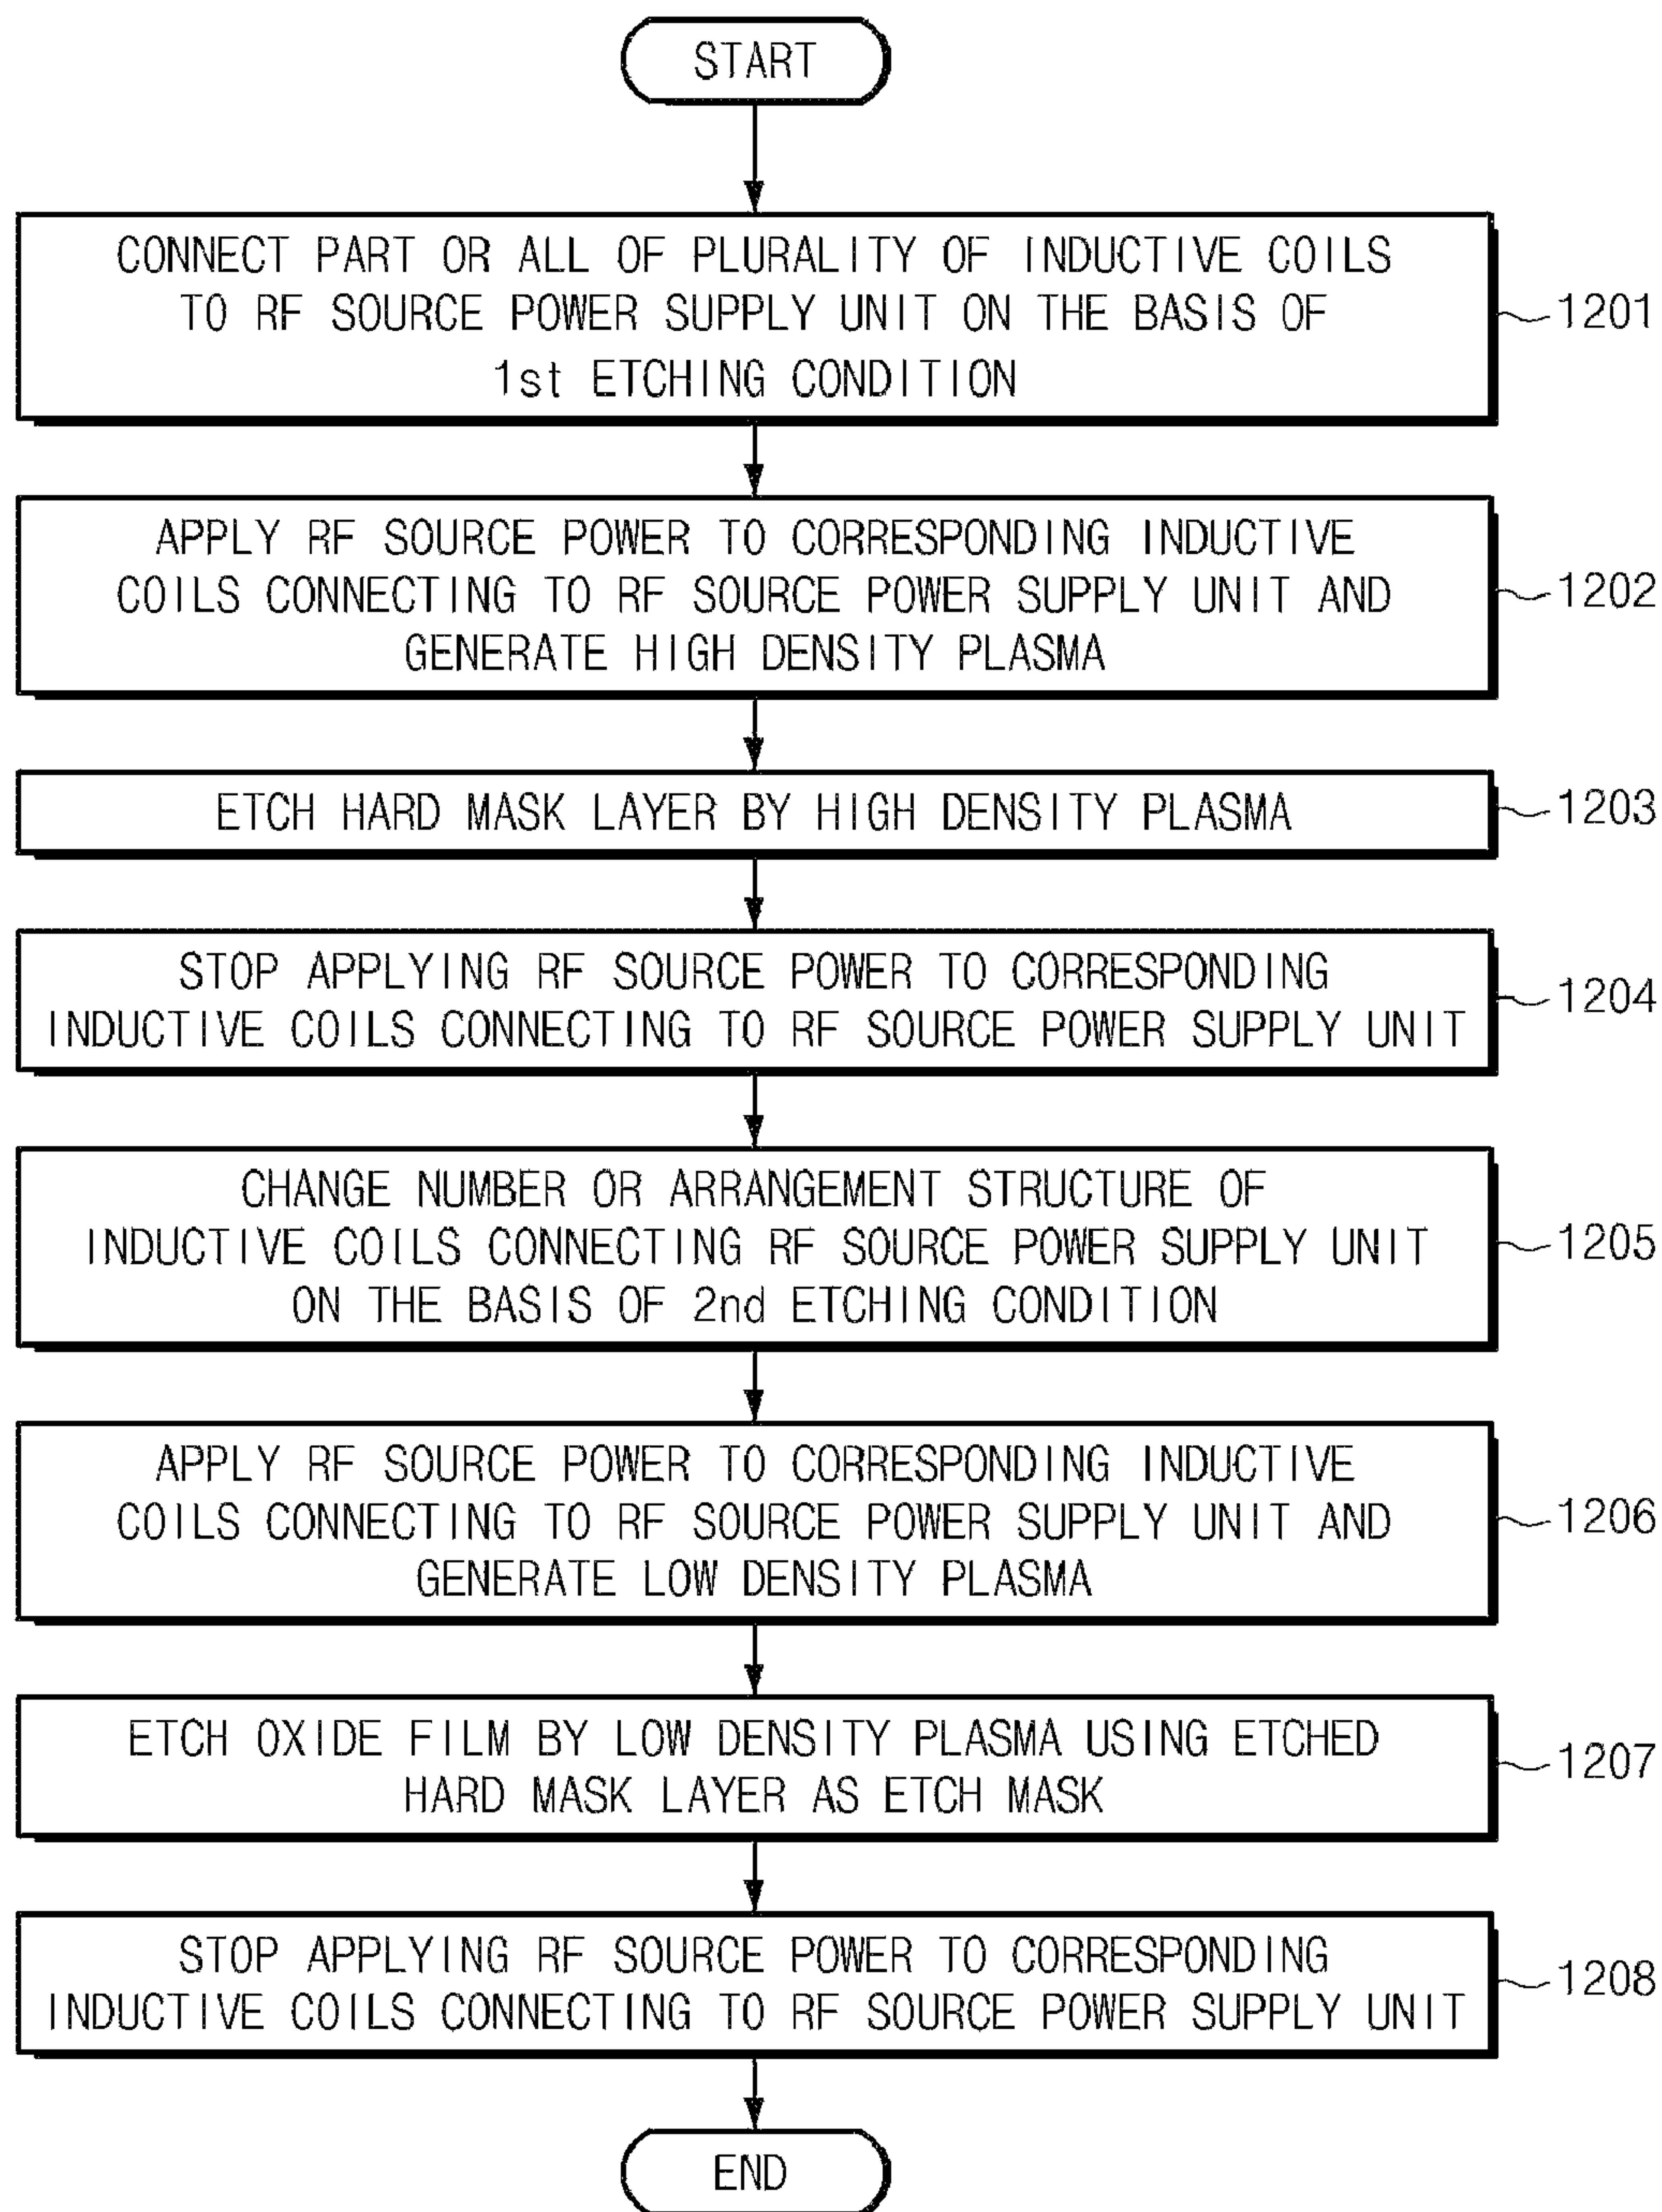 START
CONNECT PART OR ALL OF PLURALITY OF INDUCTIVE COILS
TO RF SOURCE POWER SUPPLY UNIT ON THE BASIS OF
1st ETCHING CONDITION
1201
APPLY RF SOURCE POWER TO CORRESPONDING INDUCTIVE
COILS CONNECTING TO RF SOURCE POWER SUPPLY UNIT AND
GENERATE HIGH DENSITY PLASMA
1202
ETCH HARD MASK LAYER BY HIGH DENSITY PLASMA
1203
STOP APPLYING RF SOURCE POWER TO CORRESPONDING
INDUCTIVE COILS CONNECTING TO RF SOURCE POWER SUPPLY UNIT
1204
CHANGE NUMBER OR ARRANGEMENT STRUCTURE OF
INDUCTIVE COILS CONNECTING RF SOURCE POWER SUPPLY UNIT
ON THE BASIS OF 2nd ETCHING CONDITION
1205
APPLY RF SOURCE POWER TO CORRESPONDING INDUCTIVE
COILS CONNECTING TO RF SOURCE POWER SUPPLY UNIT AND
GENERATE LOW DENSITY PLASMA
1206
ETCH OXIDE FILM BY LOW DENSITY PLASMA USING ETCHED
HARD MASK LAYER AS ETCH MASK
1207
STOP APPLYING RF SOURCE POWER TO CORRESPONDING
INDUCTIVE COILS CONNECTING TO RF SOURCE POWER SUPPLY UNIT
1208
END